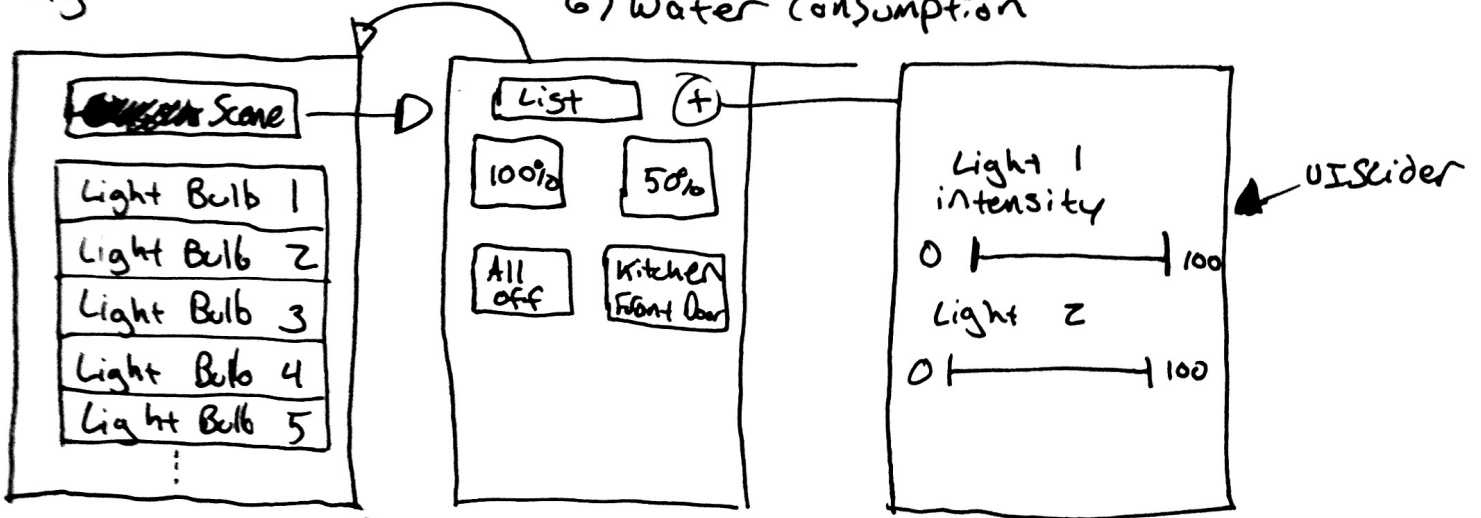 6) Water Consumption
Scene
Light Bulb 1
Light Bulb 2
Light Bulb 3
Light Bulb 4
Light Bulb 5
List
+
100%
50%
All
off
Kitchen
Front Door
Light 1
intensity
0
100
Light 2
0
100
UISlider